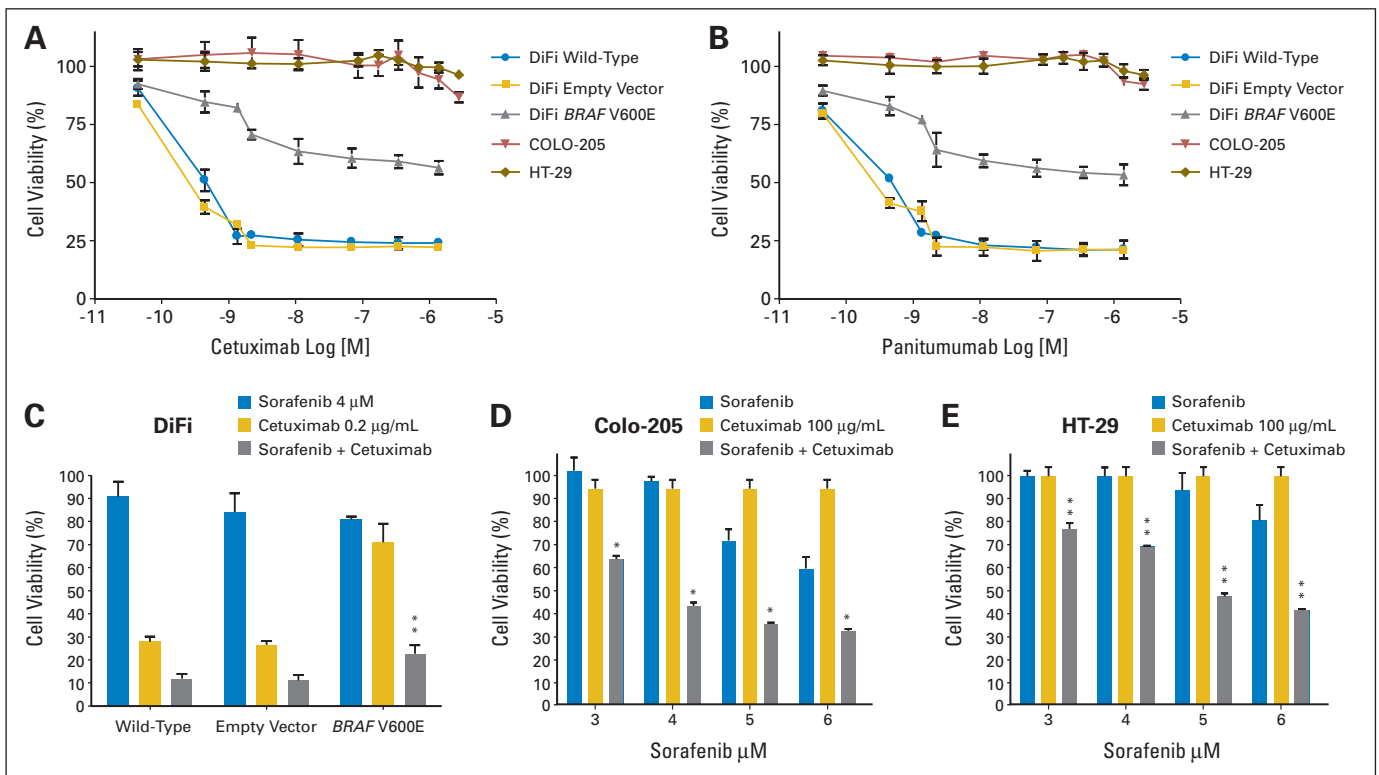 A
Cell Viability (%)
100
75
50
25
0
-11 -10 -9 -8 -7 -6 -5
Cetuximab Log [M]
DiFi Wild-Type
DiFi Empty Vector
DiFi BRAF V600E
COLO-205
HT-29
B
Cell Viability (%)
100
75
50
25
0
-11 -10 -9 -8 -7 -6 -5
Panitumumab Log [M]
DiFi Wild-Type
DiFi Empty Vector
DiFi BRAF V600E
COLO-205
HT-29
C
DiFi
Sorafenib 4 μM
Cetuximab 0.2 μg/mL
Sorafenib + Cetuximab
Cell Viability (%)
100
90
80
70
60
50
40
30
20
10
0
**
Wild-Type Empty Vector BRAF V600E
D
Colo-205
Sorafenib
Cetuximab 100 μg/mL
Sorafenib + Cetuximab
Cell Viability (%)
100
90
80
70
60
50
40
30
20
10
0
* * * *
3 4 5 6
Sorafenib μM
E
HT-29
Sorafenib
Cetuximab 100 μg/mL
Sorafenib + Cetuximab
Cell Viability (%)
100
90
80
70
60
50
40
30
20
10
0
** ** ** **
3 4 5 6
Sorafenib μM